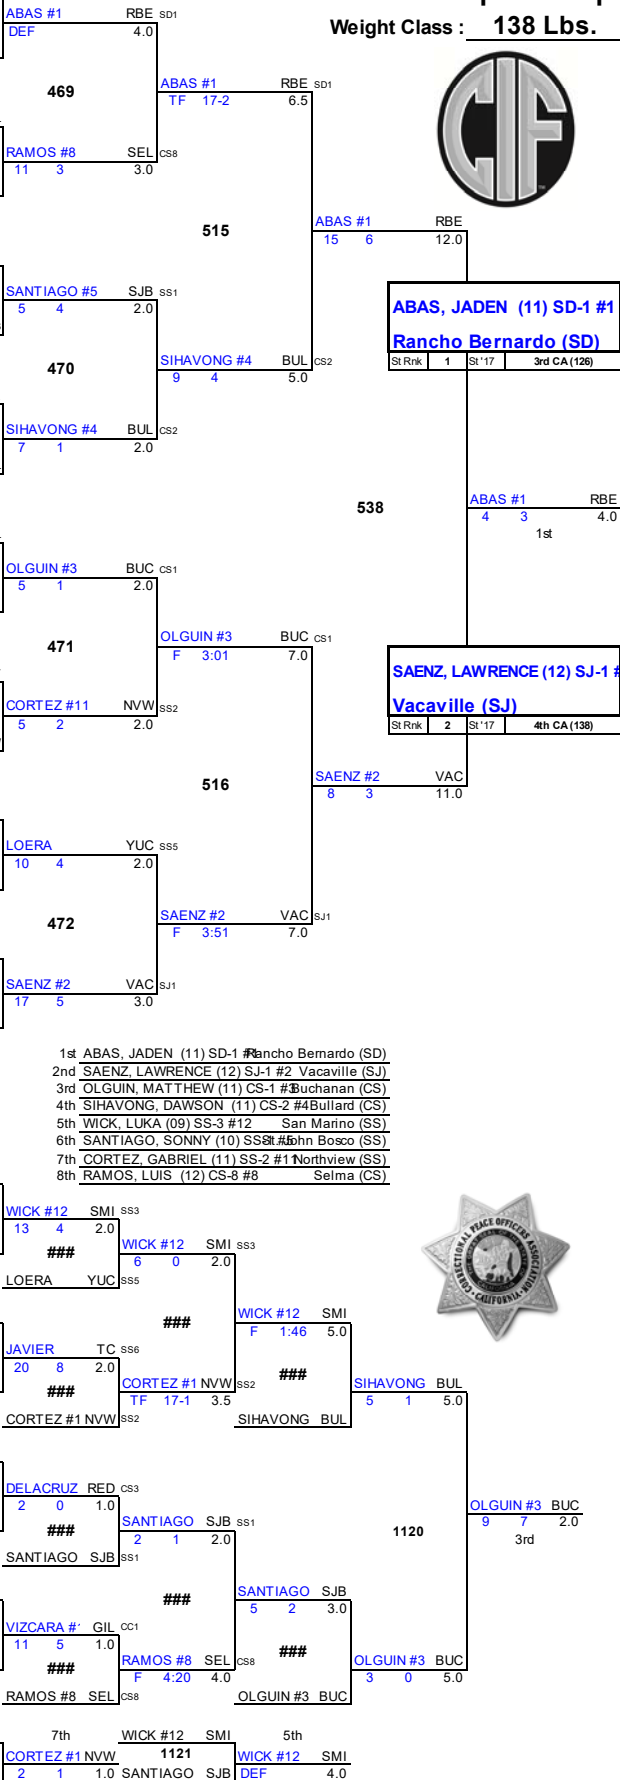 Weight Class : 138 Lbs.
ABAS #1 RBE SD1
DEF 4.0
469
ABAS #1 RBE SD1
TF 17-2 6.5
RAMOS #8 SEL CS8
11 3 3.0
CIF
515
ABAS #1 RBE
15 6 12.0
SANTIAGO #5 SJB SS1
5 4 2.0
ABAS, JADEN (11) SD-1 #1
Rancho Bernardo (SD)
St Rnk 1 St '17 3rd CA (126)
470
SIHAVONG #4 BUL CS2
9 4 5.0
SIHAVONG #4 BUL CS2
7 1 2.0
538
ABAS #1 RBE
4 3 4.0
1st
OLGUIN #3 BUC CS1
5 1 2.0
471
OLGUIN #3 BUC CS1
F 3:01 7.0
SAENZ, LAWRENCE (12) SJ-1 #
Vacaville (SJ)
St Rnk 2 St '17 4th CA (138)
CORTEZ #11 NVW SS2
5 2 2.0
516
SAENZ #2 VAC
8 3 11.0
LOERA YUC SS5
10 4 2.0
472
SAENZ #2 VAC SJ1
F 3:51 7.0
SAENZ #2 VAC SJ1
17 5 3.0
1st ABAS, JADEN (11) SD-1 #1 Rancho Bernardo (SD)
2nd SAENZ, LAWRENCE (12) SJ-1 #2 Vacaville (SJ)
3rd OLGUIN, MATTHEW (11) CS-1 #3 Buchanan (CS)
4th SIHAVONG, DAWSON (11) CS-2 #4 Bullard (CS)
5th WICK, LUKA (09) SS-3 #12 San Marino (SS)
6th SANTIAGO, SONNY (10) SS-1 #5 St. John Bosco (SS)
7th CORTEZ, GABRIEL (11) SS-2 #11 Northview (SS)
8th RAMOS, LUIS (12) CS-8 #8 Selma (CS)
WICK #12 SMI SS3
13 4 2.0
###
WICK #12 SMI SS3
6 0 2.0
LOERA YUC SS5
CORRECTIONAL PEACE OFFICERS ASSOCIATION
CALIFORNIA
###
WICK #12 SMI
F 1:46 5.0
JAVIER TC SS6
20 8 2.0
###
CORTEZ #1 NVW SS2
TF 17-1 3.5
###
SIHAVONG BUL
5 1 5.0
CORTEZ #1 NVW SS2
SIHAVONG BUL
DELACRUZ RED CS3
2 0 1.0
###
SANTIAGO SJB SS1
2 1 2.0
SANTIAGO SJB SS1
1120
OLGUIN #3 BUC
9 7 2.0
3rd
###
SANTIAGO SJB
5 2 3.0
VIZCARA #1 GIL CC1
11 5 1.0
###
RAMOS #8 SEL CS8
F 4:20 4.0
###
OLGUIN #3 BUC
3 0 5.0
RAMOS #8 SEL CS8
OLGUIN #3 BUC
7th WICK #12 SMI 5th
CORTEZ #1 NVW 1121 WICK #12 SMI
2 1 1.0 SANTIAGO SJB DEF 4.0